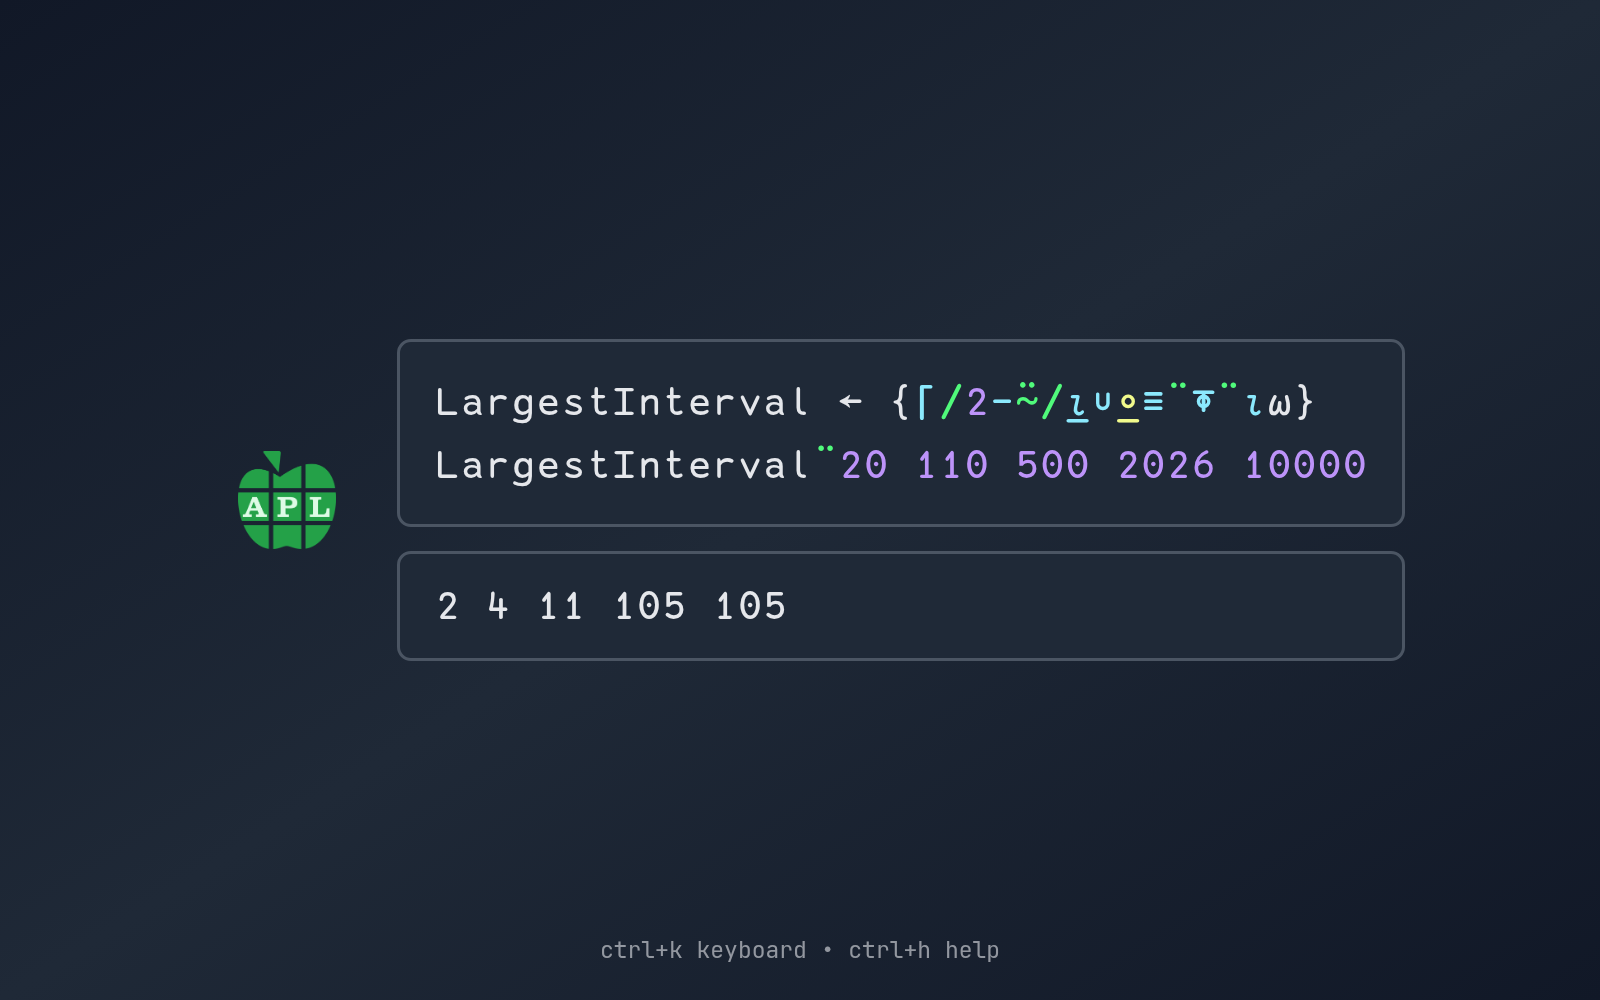 LargestInterval ← {⌈/2-⍨/⍸∪⍛≡¨⍕¨⍳⍵}
LargestInterval¨20 110 500 2026 10000
APL
2 4 11 105 105
ctrl+k keyboard • ctrl+h help